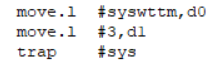 move.l #syswttm,d0
move.l #3,d1
trap #sys